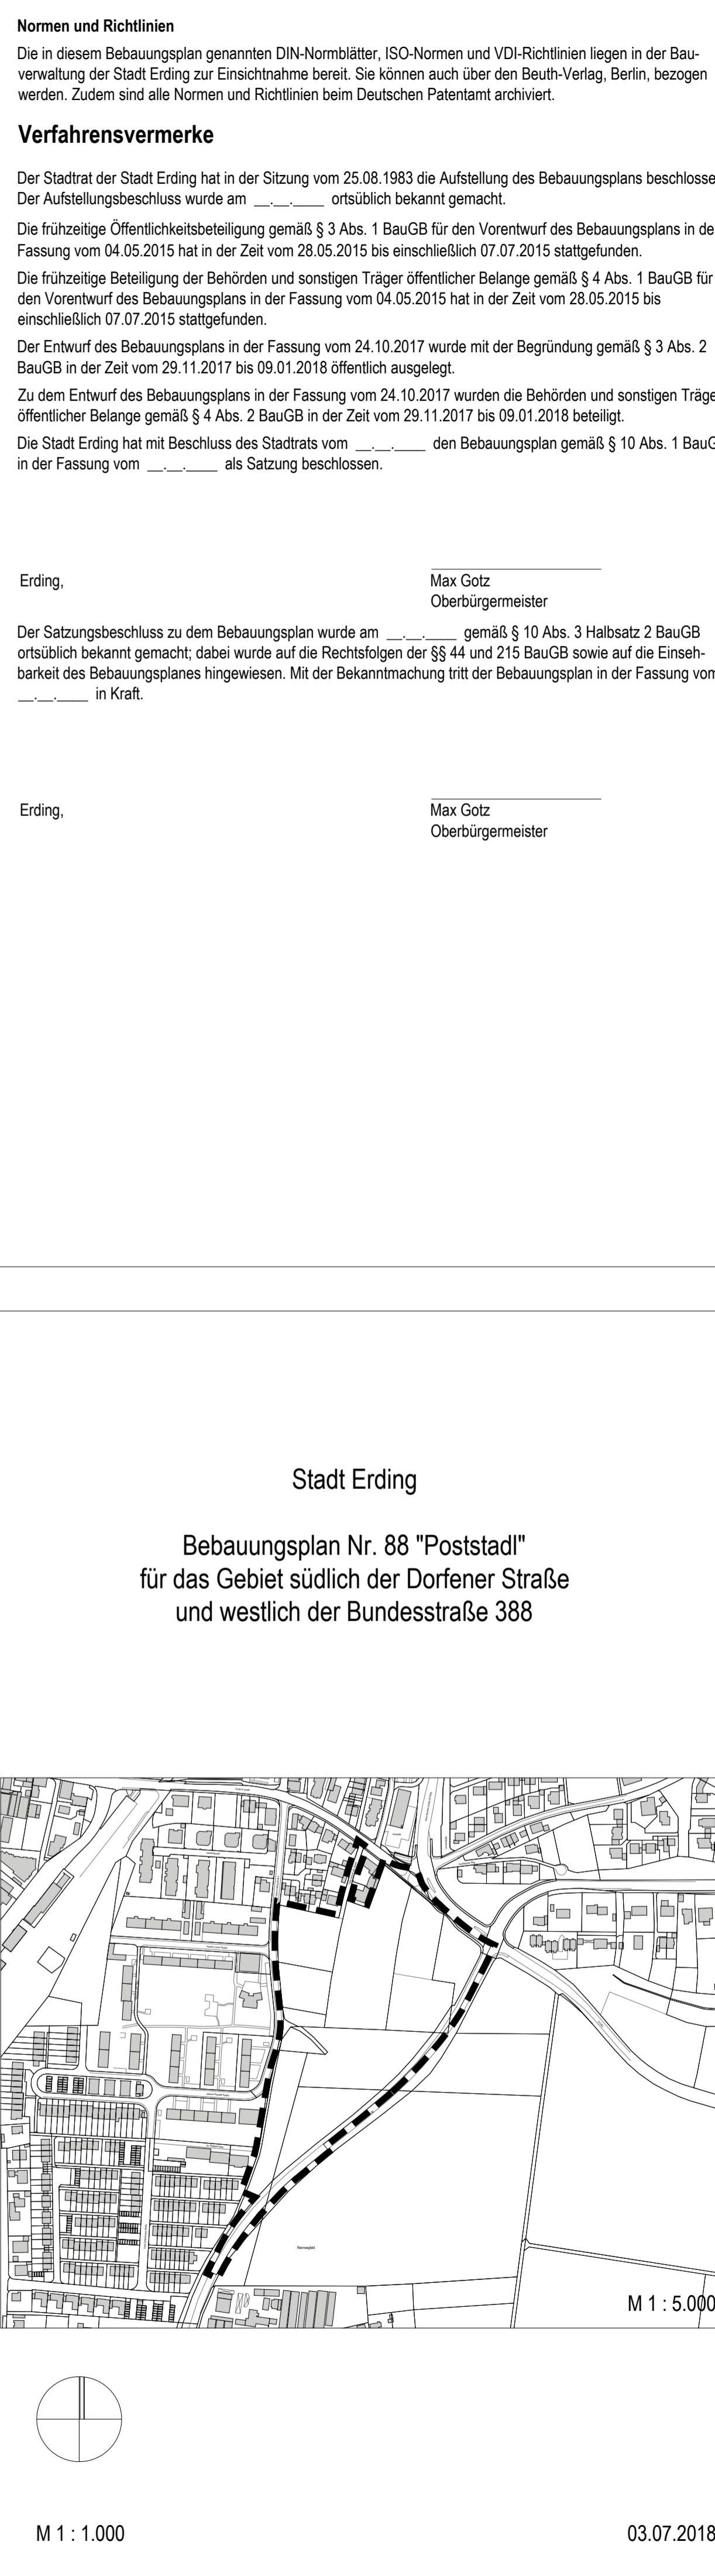 Normen und Richtlinien
Die in diesem Bebauungsplan genannten DIN-Normblätter, ISO-Normen und VDI-Richtlinien liegen in der Bau-
verwaltung der Stadt Erding zur Einsichtnahme bereit. Sie können auch über den Beuth-Verlag, Berlin, bezogen
werden. Zudem sind alle Normen und Richtlinien beim Deutschen Patentamt archiviert.
Verfahrensvermerke
Der Stadtrat der Stadt Erding hat in der Sitzung vom 25.08.1983 die Aufstellung des Bebauungsplans beschlosse
Der Aufstellungsbeschluss wurde am __.__.____ ortsüblich bekannt gemacht.
Die frühzeitige Öffentlichkeitsbeteiligung gemäß § 3 Abs. 1 BauGB für den Vorentwurf des Bebauungsplans in de
Fassung vom 04.05.2015 hat in der Zeit vom 28.05.2015 bis einschließlich 07.07.2015 stattgefunden.
Die frühzeitige Beteiligung der Behörden und sonstigen Träger öffentlicher Belange gemäß § 4 Abs. 1 BauGB für
den Vorentwurf des Bebauungsplans in der Fassung vom 04.05.2015 hat in der Zeit vom 28.05.2015 bis
einschließlich 07.07.2015 stattgefunden.
Der Entwurf des Bebauungsplans in der Fassung vom 24.10.2017 wurde mit der Begründung gemäß § 3 Abs. 2
BauGB in der Zeit vom 29.11.2017 bis 09.01.2018 öffentlich ausgelegt.
Zu dem Entwurf des Bebauungsplans in der Fassung vom 24.10.2017 wurden die Behörden und sonstigen Träge
öffentlicher Belange gemäß § 4 Abs. 2 BauGB in der Zeit vom 29.11.2017 bis 09.01.2018 beteiligt.
Die Stadt Erding hat mit Beschluss des Stadtrats vom __.__.____ den Bebauungsplan gemäß § 10 Abs. 1 BauG
in der Fassung vom __.__.____ als Satzung beschlossen.
Erding,
Max Gotz
Oberbürgermeister
Der Satzungsbeschluss zu dem Bebauungsplan wurde am __.__.____ gemäß § 10 Abs. 3 Halbsatz 2 BauGB
ortsüblich bekannt gemacht; dabei wurde auf die Rechtsfolgen der §§ 44 und 215 BauGB sowie auf die Einseh-
barkeit des Bebauungsplanes hingewiesen. Mit der Bekanntmachung tritt der Bebauungsplan in der Fassung vom
__.__.____ in Kraft.
Erding,
Max Gotz
Oberbürgermeister
Stadt Erding
Bebauungsplan Nr. 88 "Poststadl"
für das Gebiet südlich der Dorfener Straße
und westlich der Bundesstraße 388
M 1 : 5.000
M 1 : 1.000
03.07.2018